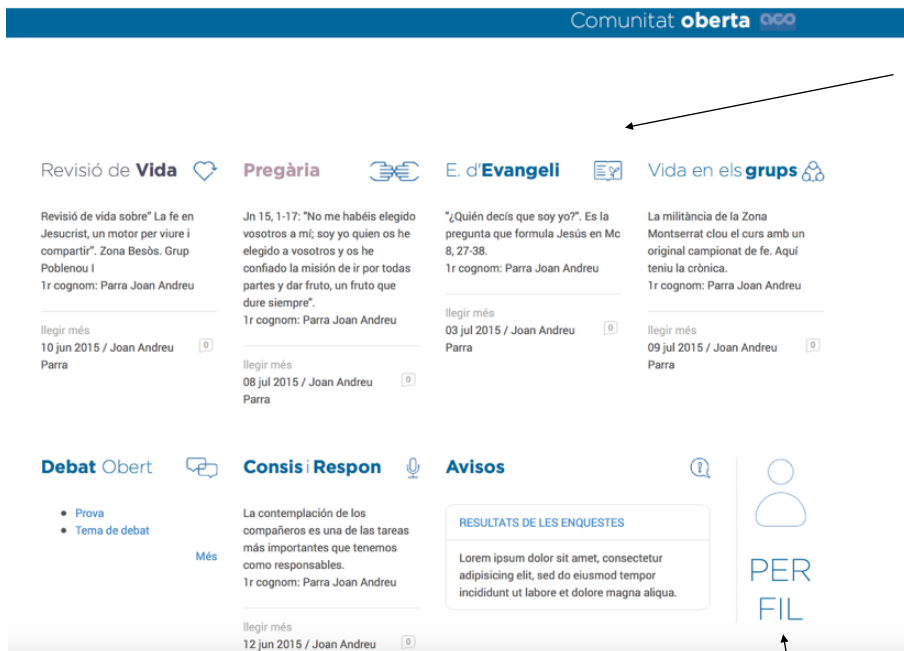 Comunitat oberta aco
Revisió de Vida
Revisió de vida sobre" La fe en
Jesucrist, un motor per viure i
compartir". Zona Besòs. Grup
Poblenou I
1r cognom: Parra Joan Andreu
llegir més
10 jun 2015 / Joan Andreu
Parra
0
Pregària
Jn 15, 1-17: "No me habéis elegido
vosotros a mí; soy yo quien os he
elegido a vosotros y os he
confiado la misión de ir por todas
partes y dar fruto, un fruto que
dure siempre".
1r cognom: Parra Joan Andreu
llegir més
08 jul 2015 / Joan Andreu
Parra
0
E. d'Evangeli
"¿Quién decís que soy yo?". Es la
pregunta que formula Jesús en Mc
8, 27-38.
1r cognom: Parra Joan Andreu
llegir més
03 jul 2015 / Joan Andreu
Parra
0
Vida en els grups
La militància de la Zona
Montserrat clou el curs amb un
original campionat de fe. Aquí
teniu la crònica.
1r cognom: Parra Joan Andreu
llegir més
09 jul 2015 / Joan Andreu
Parra
0
Debat Obert
Prova
Tema de debat
Més
Consis i Respon
La contemplación de los
compañeros es una de las tareas
más importantes que tenemos
como responsables.
1r cognom: Parra Joan Andreu
llegir més
12 jun 2015 / Joan Andreu
0
Avisos
RESULTATS DE LES ENQUESTES
Lorem ipsum dolor sit amet, consectetur
adipisicing elit, sed do eiusmod tempor
incididunt ut labore et dolore magna aliqua.
PER
FIL